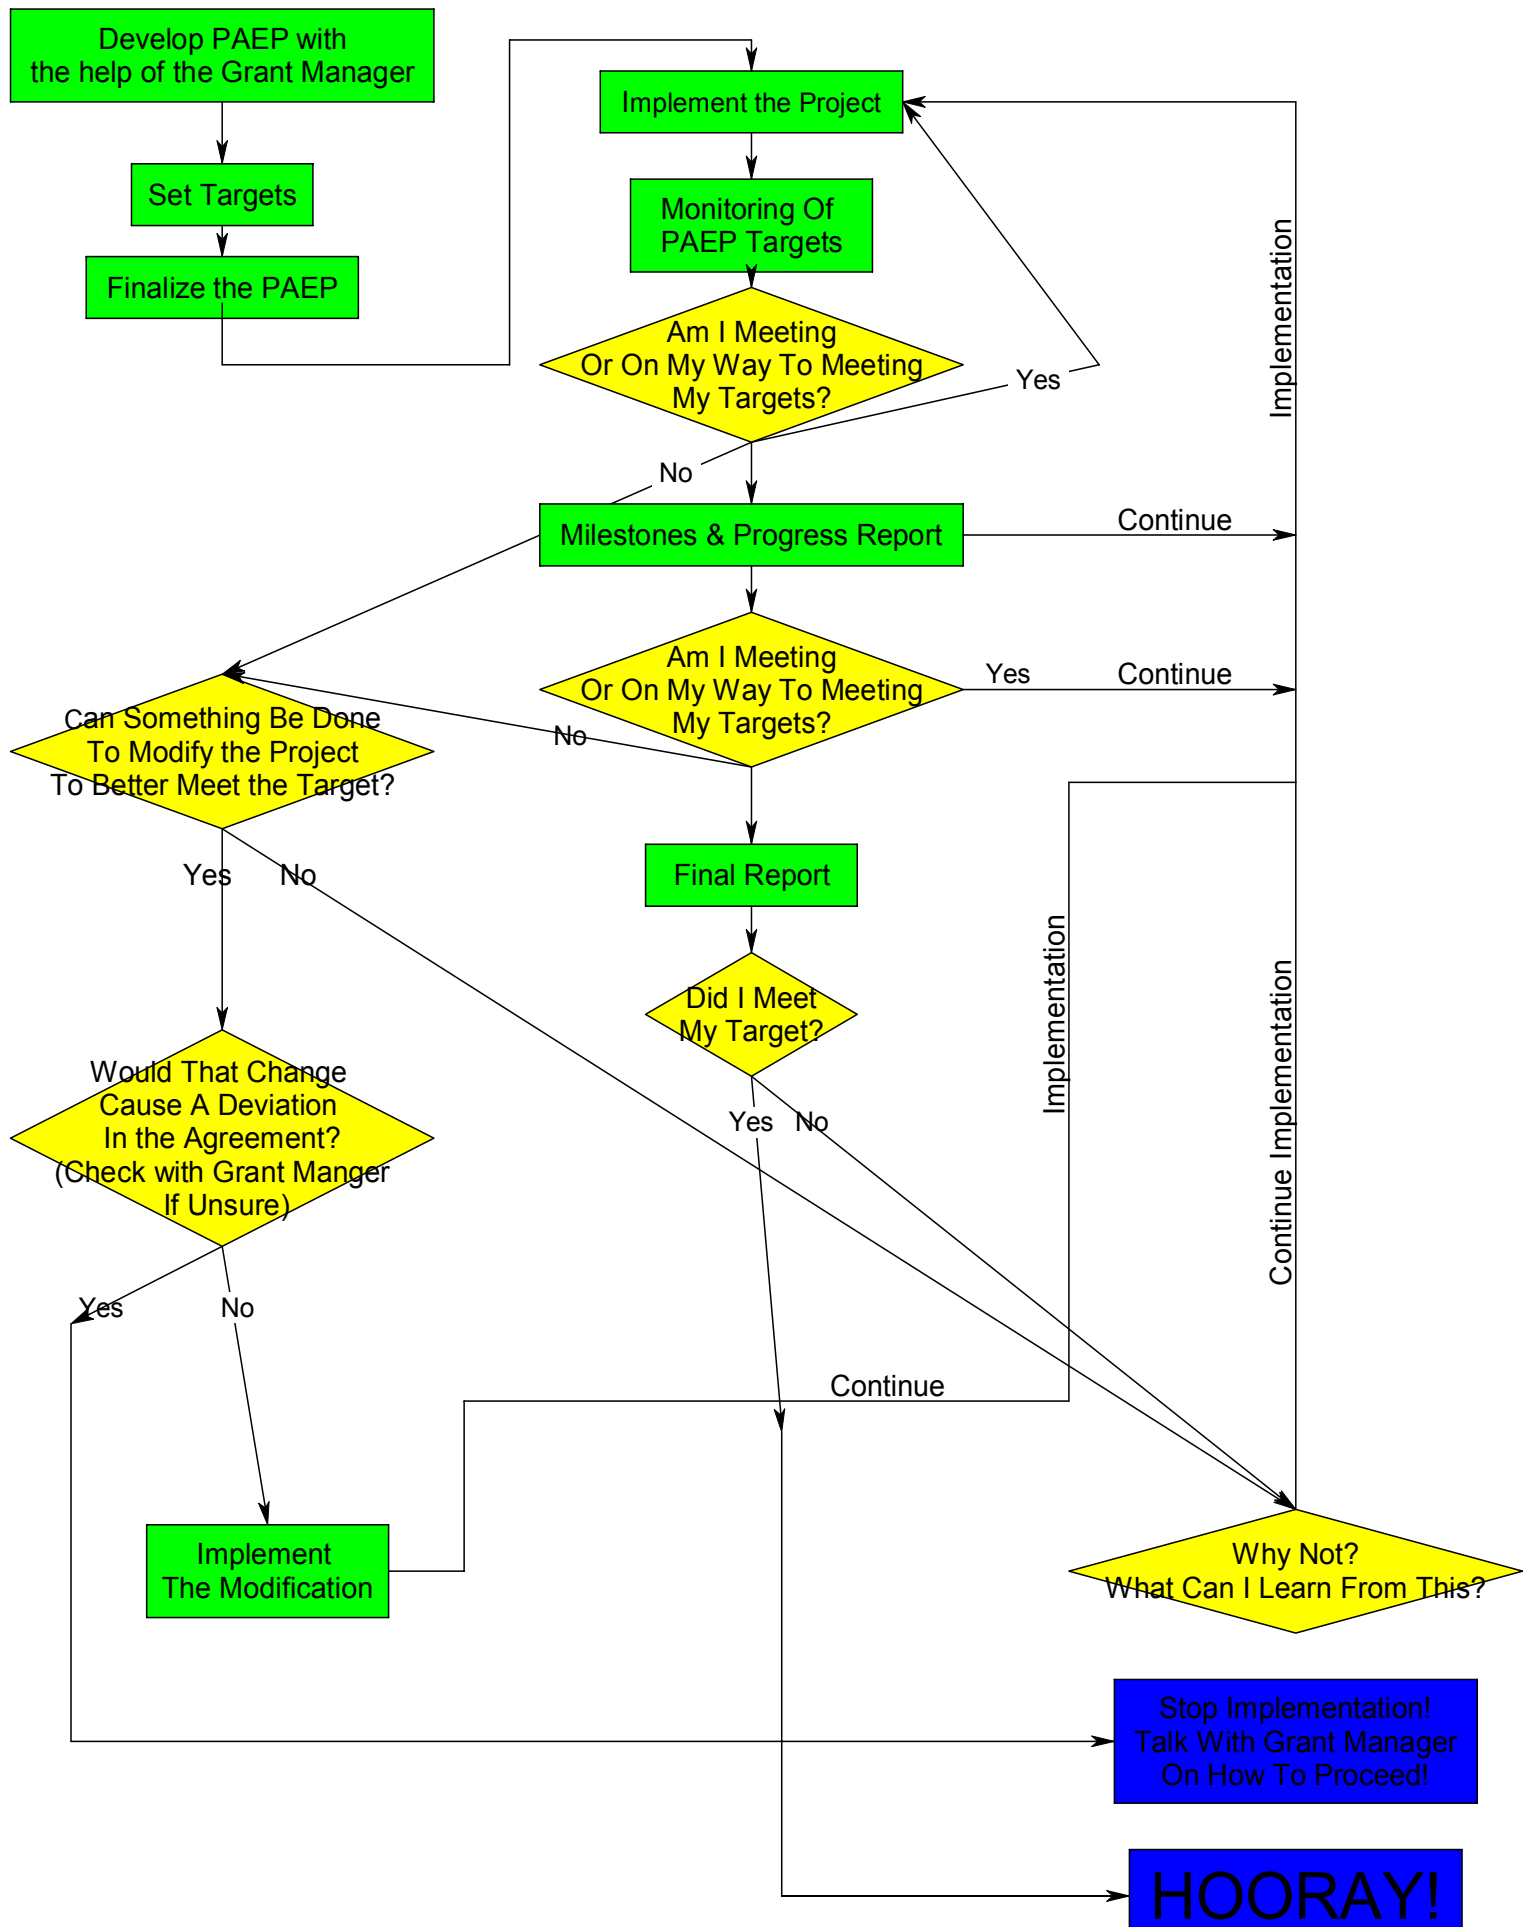 Develop PAEP with
the help of the Grant Manager
Set Targets
Finalize the PAEP
Implement the Project
Monitoring Of
PAEP Targets
Am I Meeting
Or On My Way To Meeting
My Targets?
Yes
No
Implementation
Milestones & Progress Report
Continue
Am I Meeting
Or On My Way To Meeting
My Targets?
Yes
Continue
No
Can Something Be Done
To Modify the Project
To Better Meet the Target?
Yes
No
Final Report
Did I Meet
My Target?
Yes
No
Implementation
Continue Implementation
Would That Change
Cause A Deviation
In the Agreement?
(Check with Grant Manger
If Unsure)
Yes
No
Continue
Implement
The Modification
Why Not?
What Can I Learn From This?
Stop Implementation!
Talk With Grant Manager
On How To Proceed!
HOORAY!